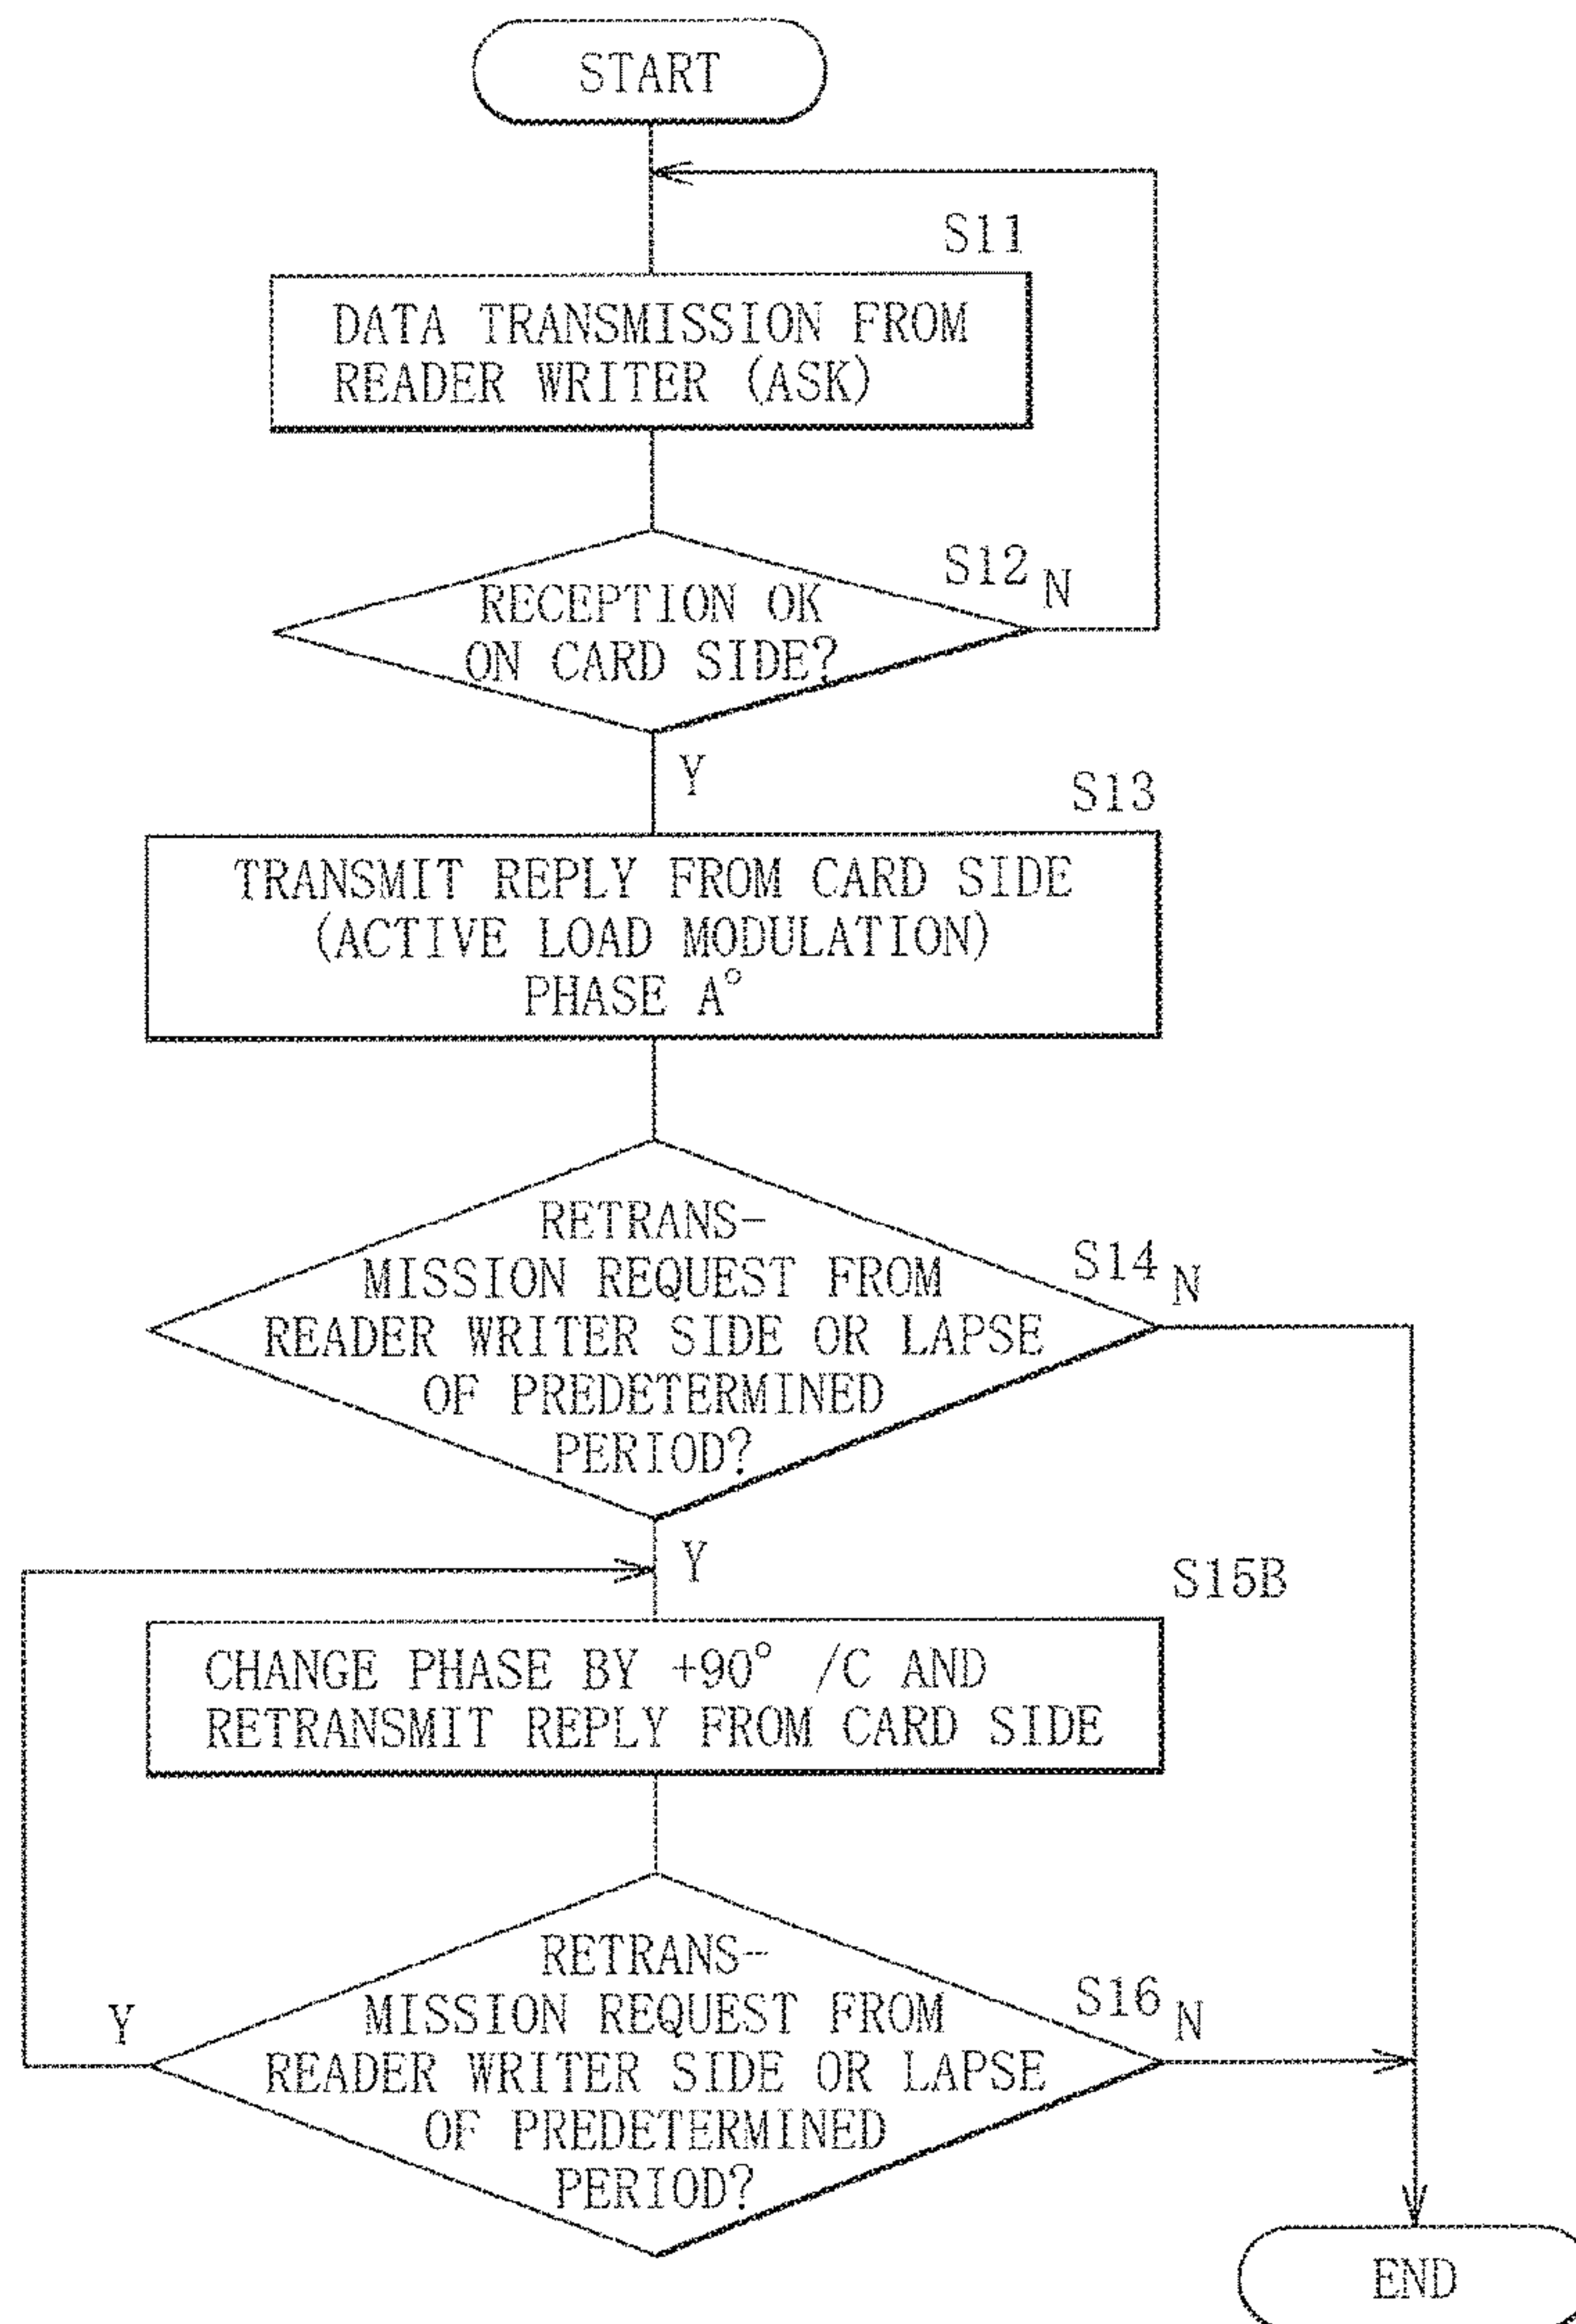 START
S11
DATA TRANSMISSION FROM
READER WRITER (ASK)
S12 N
RECEPTION OK
ON CARD SIDE?
Y
S13
TRANSMIT REPLY FROM CARD SIDE
(ACTIVE LOAD MODULATION)
PHASE A°
RETRANS-
S14 N
MISSION REQUEST FROM
READER WRITER SIDE OR LAPSE
OF PREDETERMINED
PERIOD?
Y
S15B
CHANGE PHASE BY +90° /C AND
RETRANSMIT REPLY FROM CARD SIDE
RETRANS-
S16 N
Y
MISSION REQUEST FROM
READER WRITER SIDE OR LAPSE
OF PREDETERMINED
PERIOD?
END